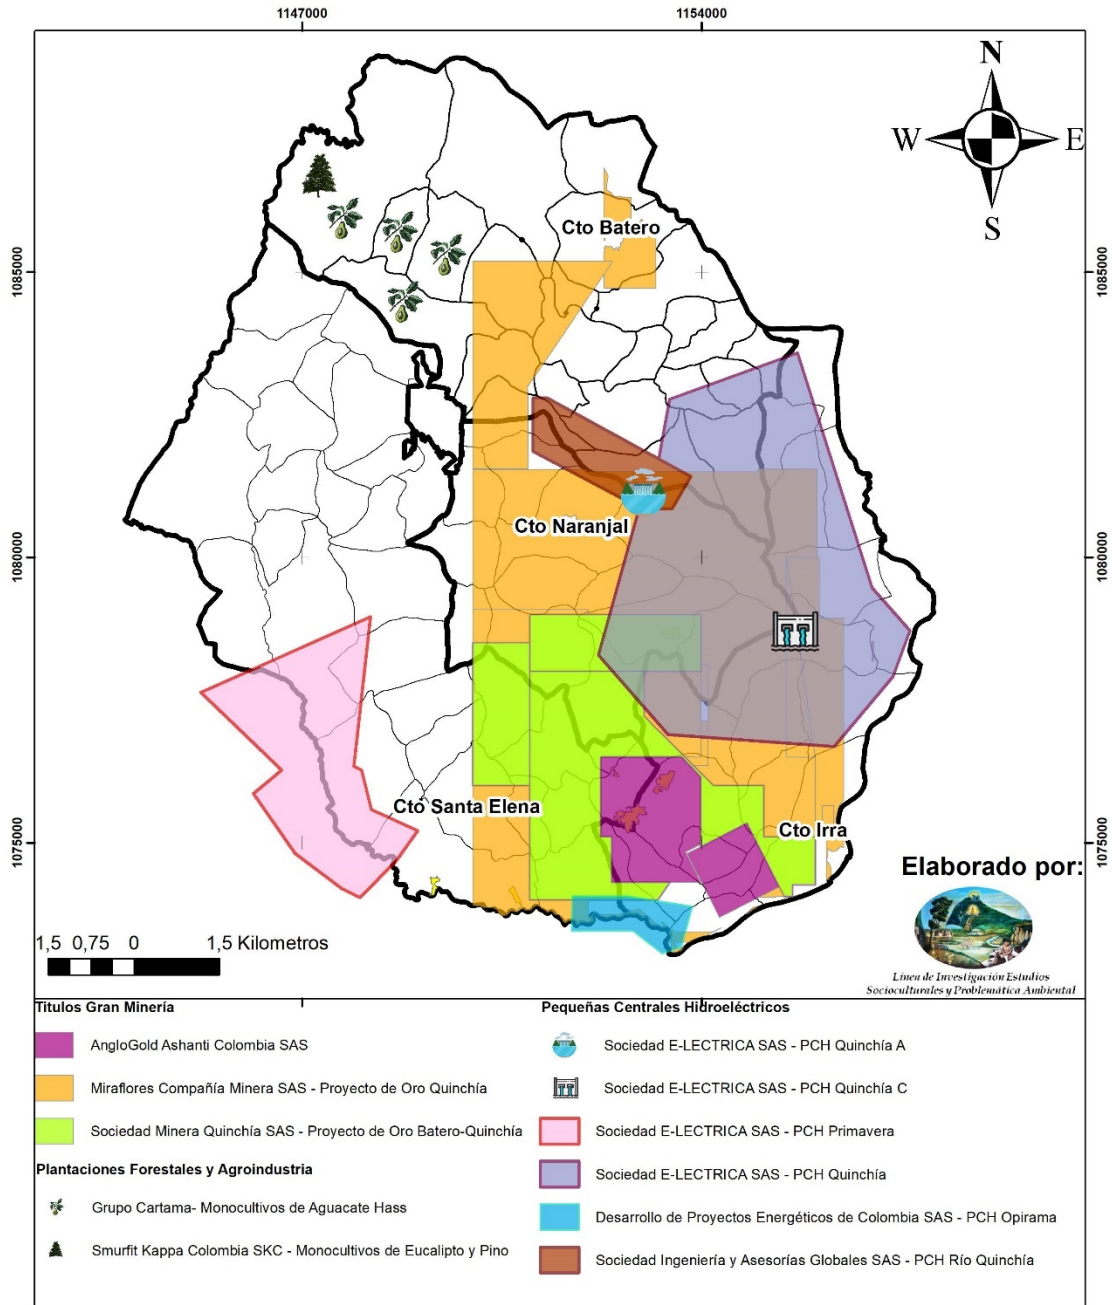 1147000
1154000
N
W
E
S
1085000
1085000
Cto Batero
Cto Naranjal
1080000
1080000
Cto Santa Elena
Cto Irra
1075000
1075000
Elaborado por:
Línea de Investigación Estudios
Socioculturales y Problemática Ambiental
1,5 0,75 0 1,5 Kilometros
Titulos Gran Minería
AngloGold Ashanti Colombia SAS
Miraflores Compañía Minera SAS - Proyecto de Oro Quinchía
Sociedad Minera Quinchía SAS - Proyecto de Oro Batero-Quinchía
Plantaciones Forestales y Agroindustria
Grupo Cartama- Monocultivos de Aguacate Hass
Smurfit Kappa Colombia SKC - Monocultivos de Eucalipto y Pino
Pequeñas Centrales Hidroeléctricos
Sociedad E-LECTRICA SAS - PCH Quinchía A
Sociedad E-LECTRICA SAS - PCH Quinchía C
Sociedad E-LECTRICA SAS - PCH Primavera
Sociedad E-LECTRICA SAS - PCH Quinchía
Desarrollo de Proyectos Energéticos de Colombia SAS - PCH Opirama
Sociedad Ingeniería y Asesorías Globales SAS - PCH Río Quinchía